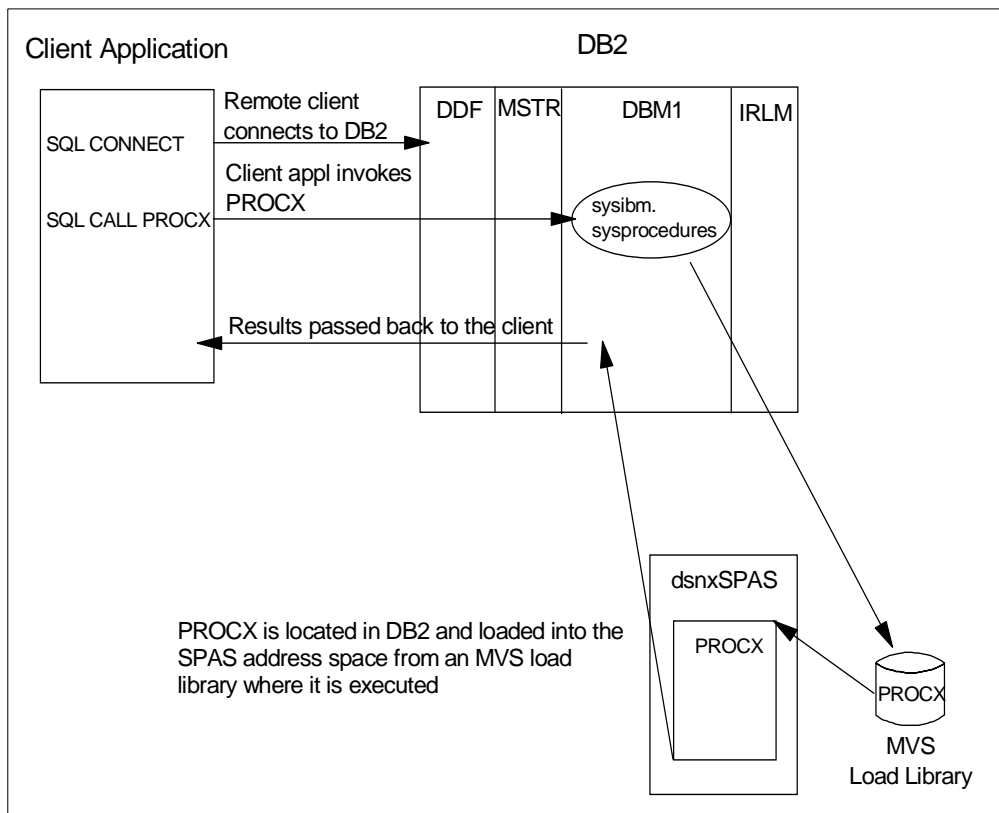 Client Application
DB2
DDF
MSTR
DBM1
IRLM
Remote client
connects to DB2
SQL CONNECT
Client appl invokes
PROCX
SQL CALL PROCX
sysibm.
sysprocedures
Results passed back to the client
dsnxSPAS
PROCX
PROCX is located in DB2 and loaded into the
SPAS address space from an MVS load
library where it is executed
PROCX
MVS
Load Library